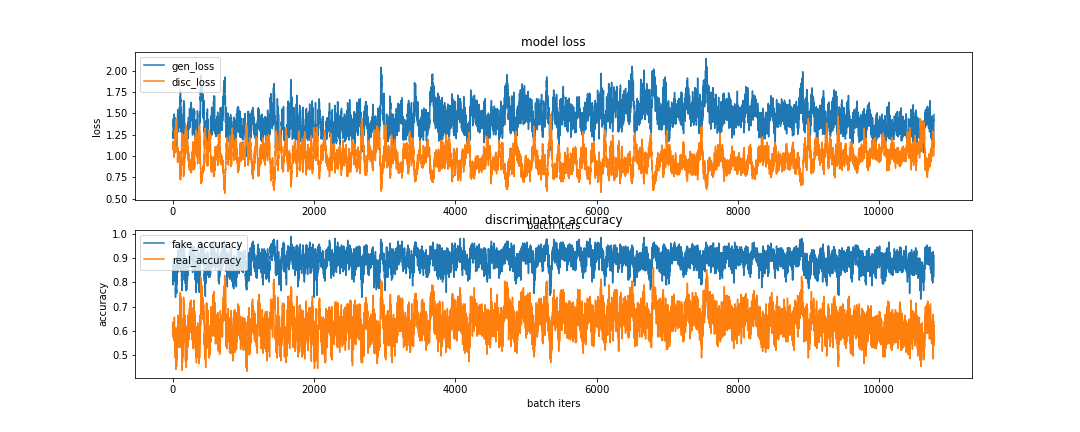 model loss
gen_loss
disc_loss
loss
2.00
1.75
1.50
1.25
1.00
0.75
0.50
0 2000 4000 6000 8000 10000
batch iters
discriminator accuracy
fake_accuracy
real_accuracy
accuracy
1.0
0.9
0.8
0.7
0.6
0.5
0 2000 4000 6000 8000 10000
batch iters